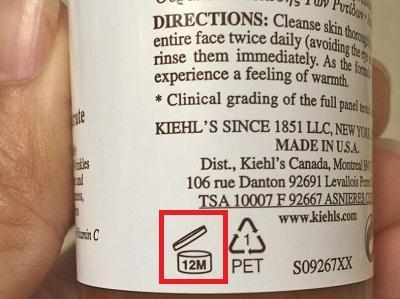 Των Ρυτίδων
DIRECTIONS: Cleanse skin
entire face twice daily (avoiding the
rinse them immediately. As the
experience a feeling of warmth.
* Clinical grading of the full panel
KIEHL'S SINCE 1851 LLC, NEW YORK
MADE IN U.S.A.
Dist., Kiehl's Canada, Montreal
106 rue Danton 92691 Levallois
TSA 10007 F 92667 ASNIERES
www.kiehls.com
12M
1
PET
S09267XX
C